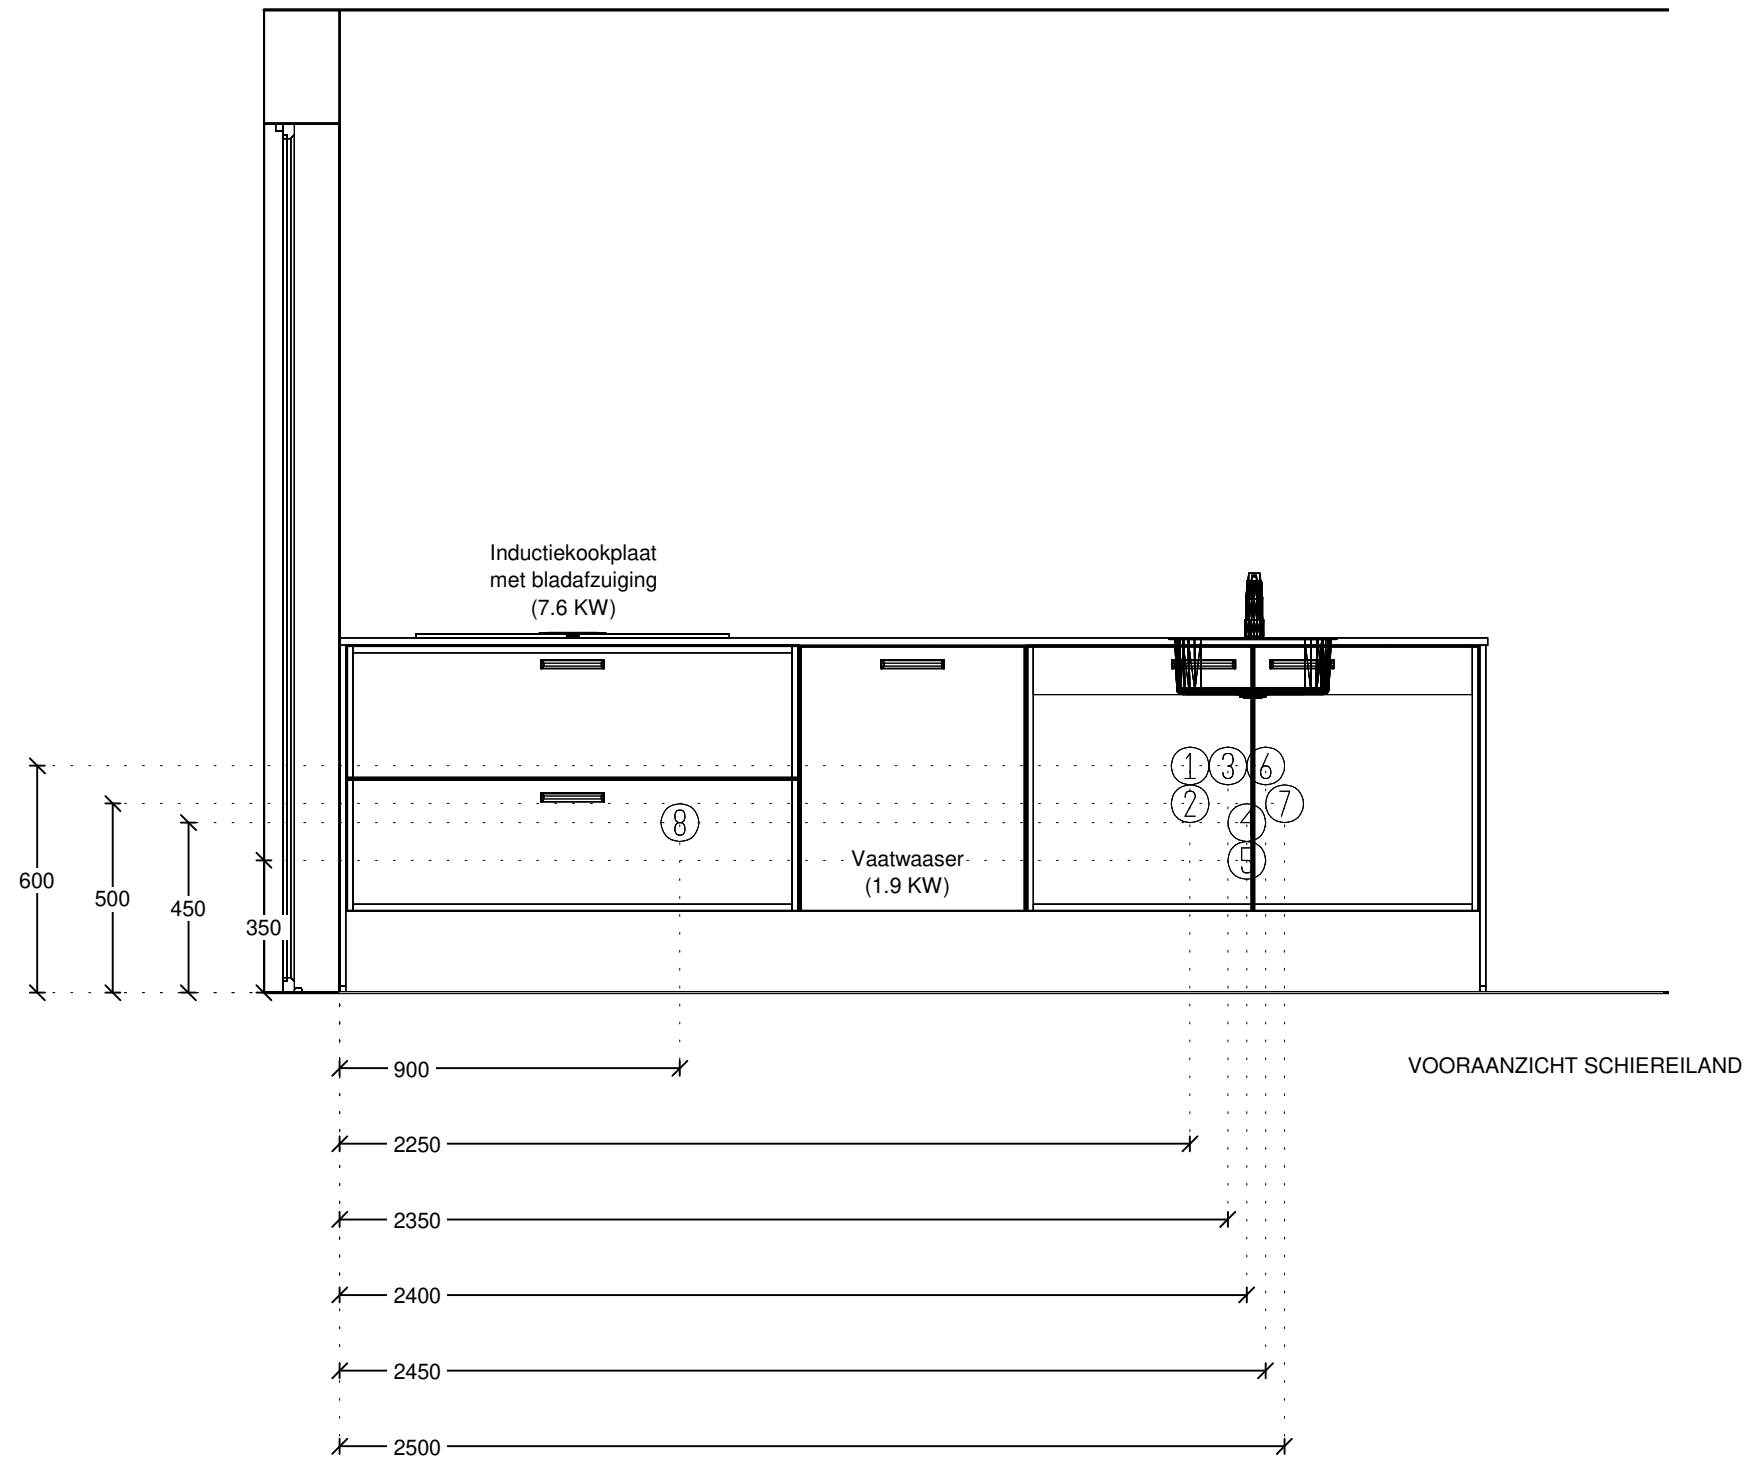 Inductiekookplaat
met bladafzuiging
(7.6 KW)
1 3 6
2 7
8 4
Vaatwaaser
5
(1.9 KW)
600
500
450
350
900
VOORAANZICHT SCHIEREILAND
2250
2350
2400
2450
2500